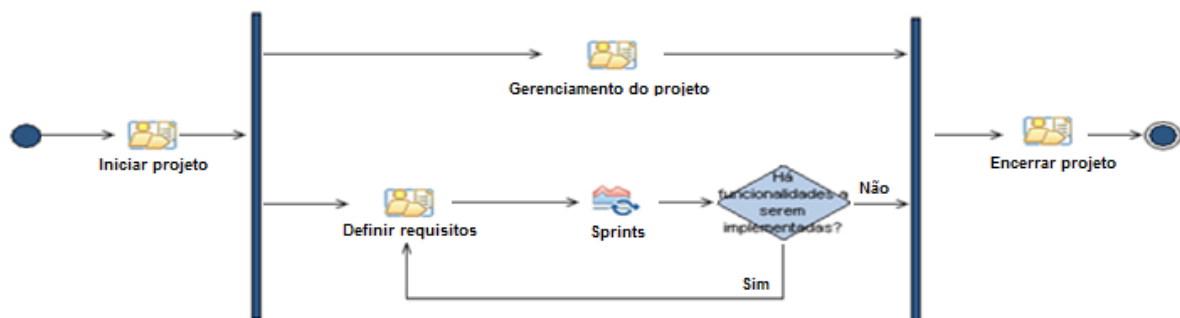 Gerenciamento do projeto
Iniciar projeto
Encerrar projeto
Definir requisitos
Sprints
Há
funcionalidades a
serem
implementadas?
Não
Sim